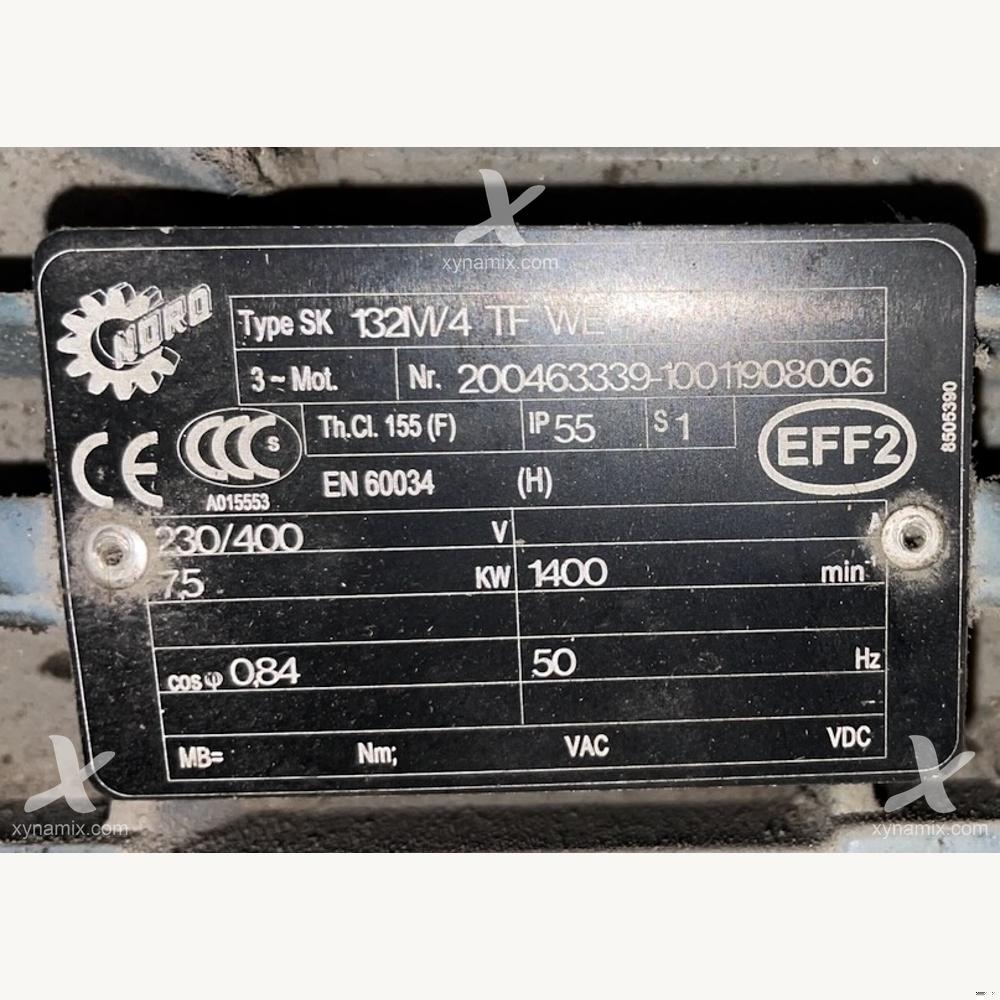 xynamix.com
NORD
Type SK 132M/4 TF WE
3 ~ Mot. Nr. 200463339-10011908006
CCC S
Th.Cl. 155 (F) IP 55 S 1
CE
EFF2
8505390
A015553
EN 60034 (H)
230/400 V A
7,5 KW 1400 min⁻¹
cos φ 0,84 50 Hz
MB= Nm; VAC VDC
xynamix.com
xynamix.com